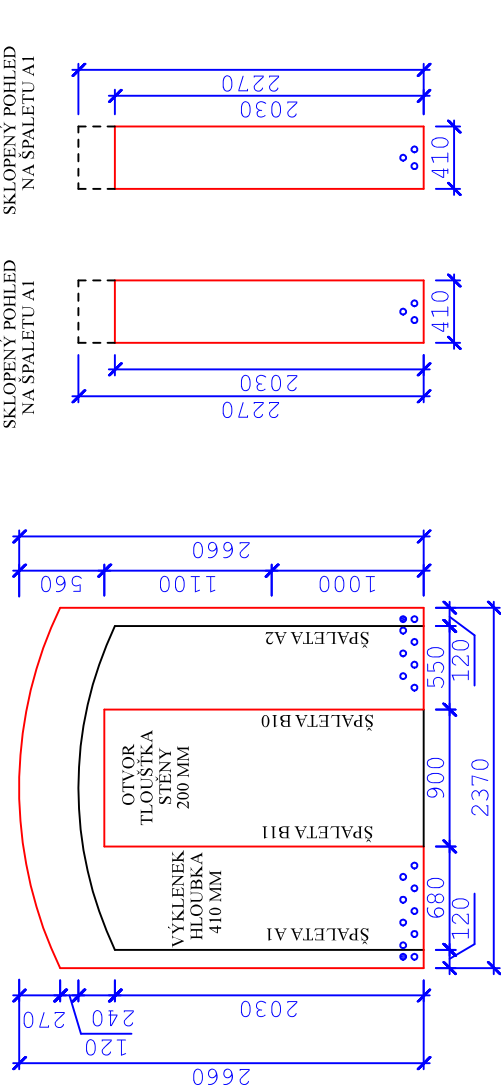 SKLOPENÝ POHLED
NA ŠPALETU A1
2270
2030
410
SKLOPENÝ POHLED
NA ŠPALETU A1
2030
2270
410
2660
560
1100
1000
ŠPALETA A2
550
120
ŠPALETA B10
OTVOR
TLOUŠTKA
STĚNY
200 MM
900
2370
ŠPALETA B11
VÝKLENEK
HLOUBKA
410 MM
680
120
ŠPALETA A1
270
240
120
2030
2660